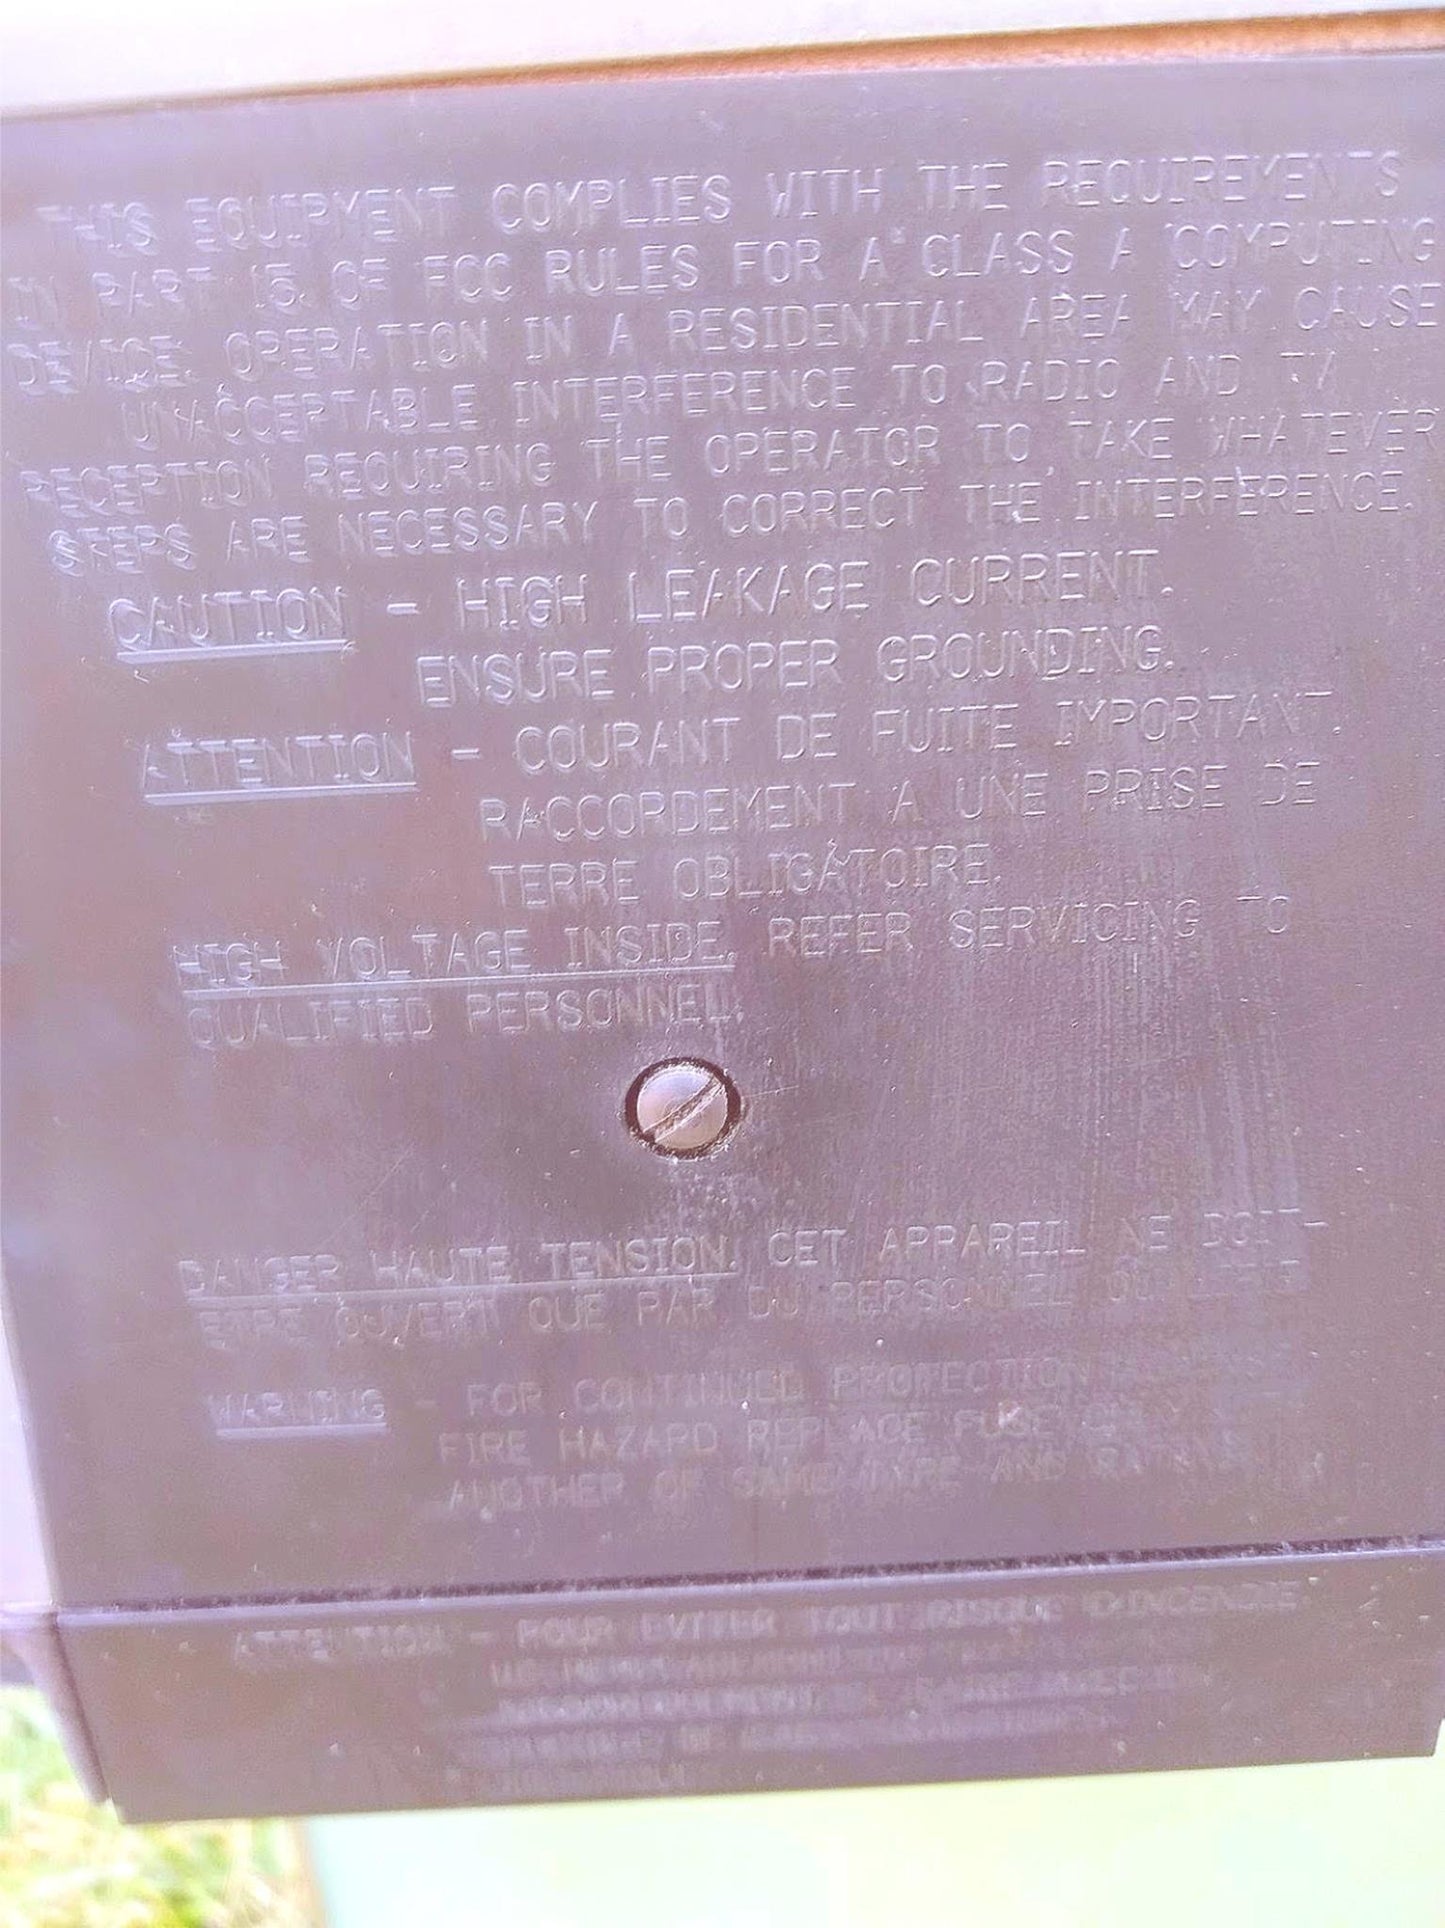 THIS EQUIPMENT COMPLIES WITH THE REQUIREMENTS
IN PART 15 OF FCC RULES FOR A CLASS A COMPUTING
DEVICE. OPERATION IN A RESIDENTIAL AREA MAY CAUSE
UNACCEPTABLE INTERFERENCE TO RADIO AND TV
RECEPTION REQUIRING THE OPERATOR TO TAKE WHATEVER
STEPS ARE NECESSARY TO CORRECT THE INTERFERENCE.
CAUTION - HIGH LEAKAGE CURRENT.
ENSURE PROPER GROUNDING.
ATTENTION - COURANT DE FUITE IMPORTANT.
RACCORDEMENT A UNE PRISE DE
TERRE OBLIGATOIRE.
HIGH VOLTAGE INSIDE. REFER SERVICING TO
QUALIFIED PERSONNEL.
DANGER HAUTE TENSION. CET APPAREIL NE DOIT
ETRE OUVERT QUE PAR DU PERSONNEL
WARNING - FOR CONTINUED PROTECTION
FIRE HAZARD REPLACE FUSE
ANOTHER OF SAME TYPE AND RATING
ATTENTION - POUR EVITER TOUT RISQUE D'INCENDIE.